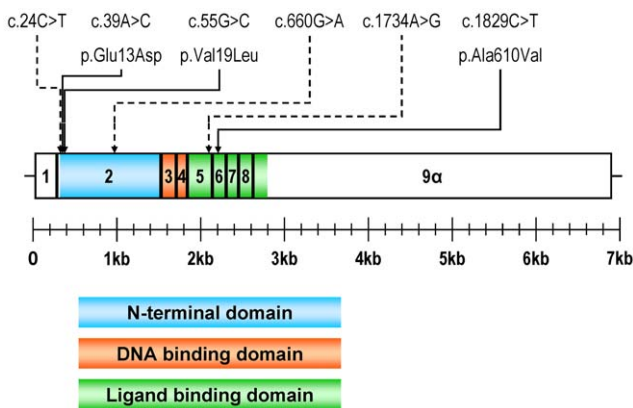 c.24C>T c.39A>C c.55G>C c.660G>A c.1734A>G c.1829C>T
p.Glu13Asp p.Val19Leu p.Ala610Val
1 2 3 4 5 6 7 8 9α
0 1kb 2kb 3kb 4kb 5kb 6kb 7kb
N-terminal domain
DNA binding domain
Ligand binding domain